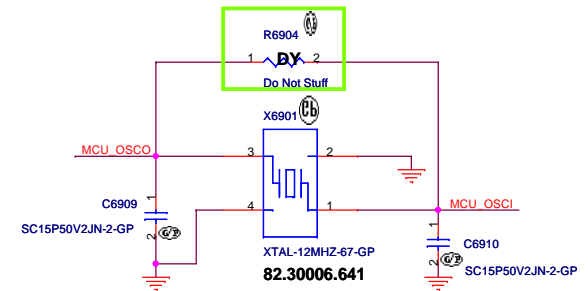 R6904
1 DY 2
Do Not Stuff
X6901
MCU_OSCO
3 2
4 1
MCU_OSCI
C6909
1
2
SC15P50V2JN-2-GP
G/P
C6910
1
2
SC15P50V2JN-2-GP
G/P
XTAL-12MHZ-67-GP
82.30006.641